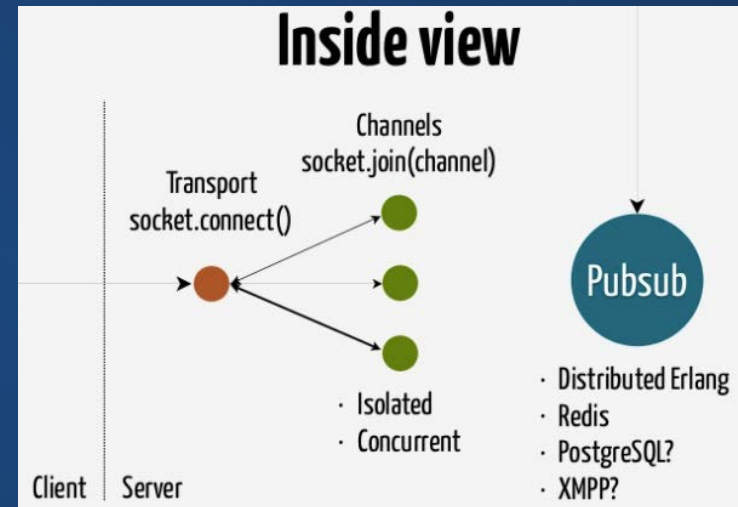 Inside view
Channels
socket.join(channel)
Transport
socket.connect()
Pubsub
· Isolated
· Concurrent
· Distributed Erlang
· Redis
· PostgreSQL?
· XMPP?
Client
Server